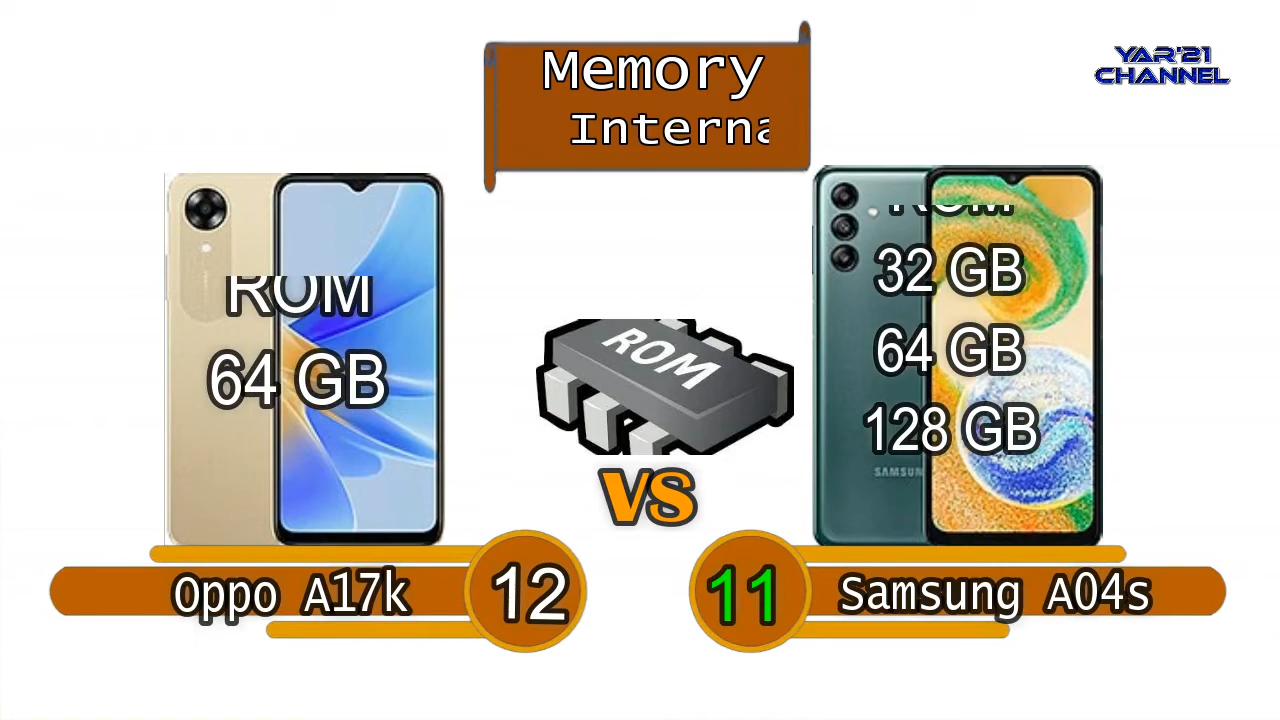 Memory
Interna
YAR'21
CHANNEL
ROM
64 GB
ROM
ROM
32 GB
64 GB
128 GB
SAMSUN
VS
Oppo A17k
12
11
Samsung A04s